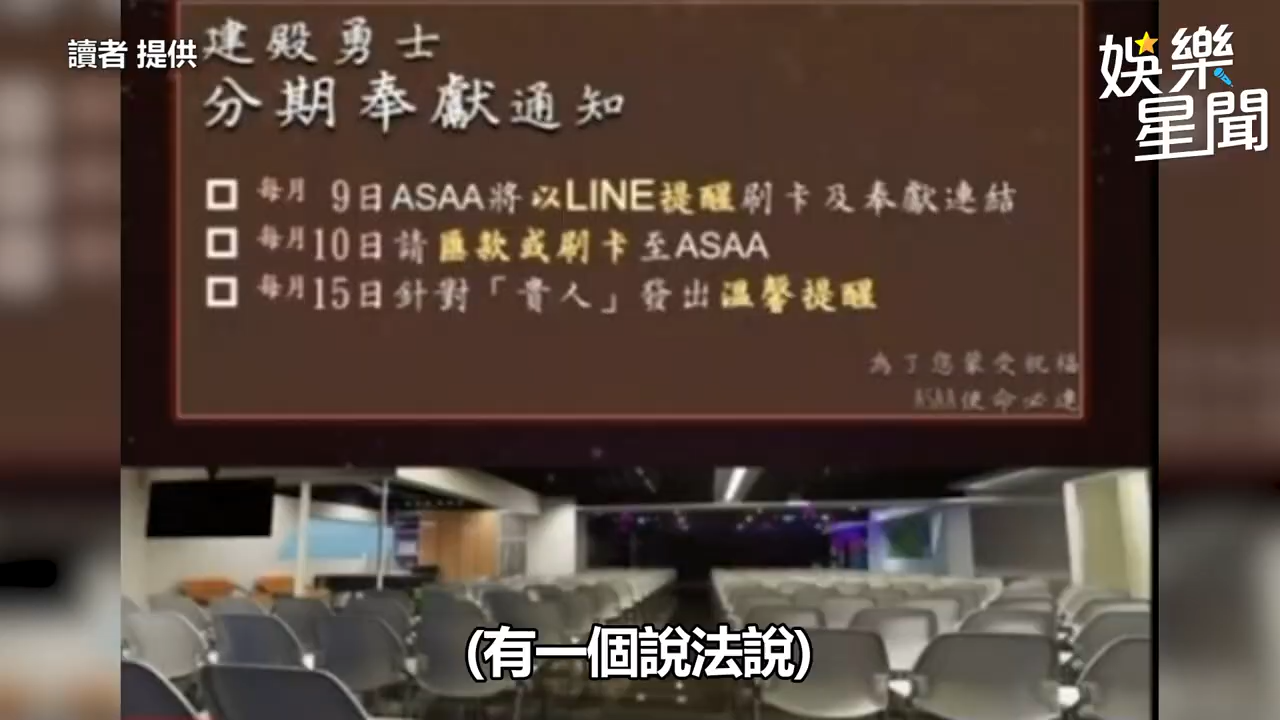 讀者 提供
娛樂
星聞
建殿勇士
分期奉獻通知
每月 9日ASAA將以LINE提醒刷卡及奉獻連結
每月10日請匯款或刷卡至ASAA
每月15日針對「貴人」發出溫馨提醒
為了您蒙受祝福
ASAA使命必達
(有一個說法說)